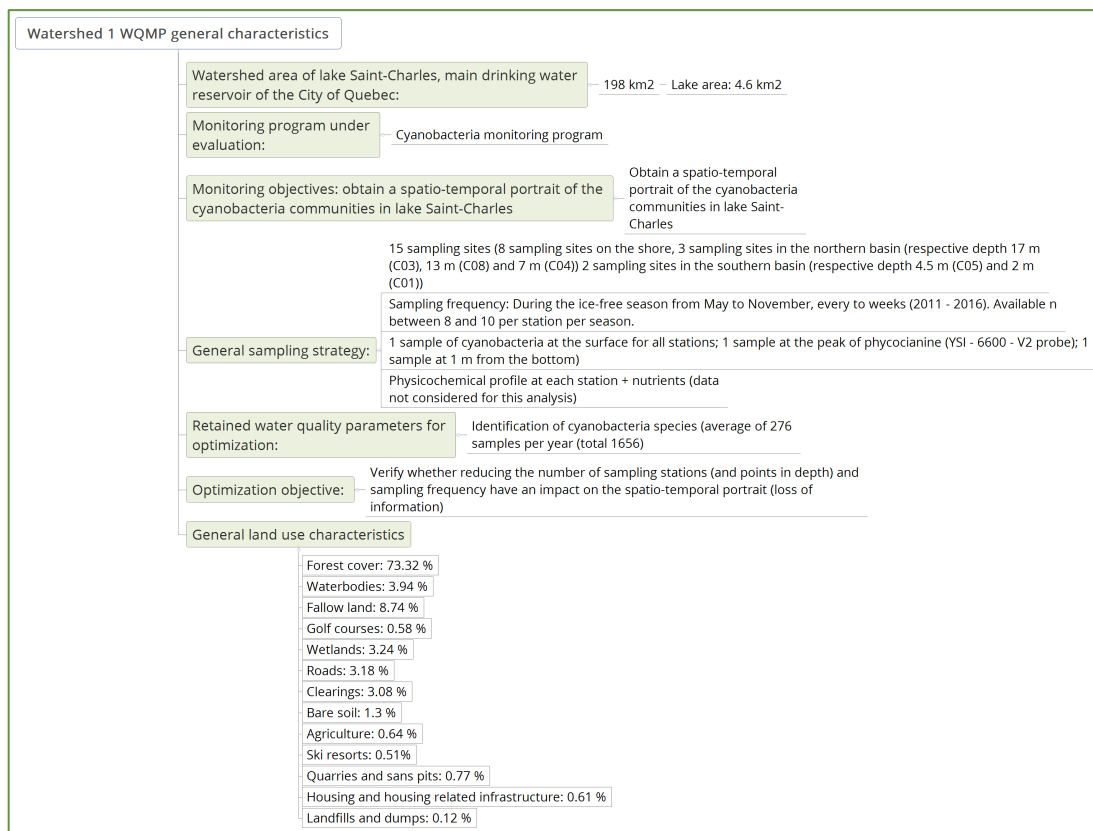 Watershed 1 WQMP general characteristics
Watershed area of lake Saint-Charles, main drinking water
reservoir of the City of Quebec:
198 km2
Lake area: 4.6 km2
Monitoring program under
evaluation:
Cyanobacteria monitoring program
Monitoring objectives: obtain a spatio-temporal portrait of the
cyanobacteria communities in lake Saint-Charles
Obtain a spatio-temporal
portrait of the cyanobacteria
communities in lake Saint-
Charles
General sampling strategy:
15 sampling sites (8 sampling sites on the shore, 3 sampling sites in the northern basin (respective depth 17 m
(C03), 13 m (C08) and 7 m (C04)) 2 sampling sites in the southern basin (respective depth 4.5 m (C05) and 2 m
(C01))
Sampling frequency: During the ice-free season from May to November, every to weeks (2011 - 2016). Available n
between 8 and 10 per station per season.
1 sample of cyanobacteria at the surface for all stations; 1 sample at the peak of phycocianine (YSI - 6600 - V2 probe); 1
sample at 1 m from the bottom)
Physicochemical profile at each station + nutrients (data
not considered for this analysis)
Retained water quality parameters for
optimization:
Identification of cyanobacteria species (average of 276
samples per year (total 1656)
Optimization objective:
Verify whether reducing the number of sampling stations (and points in depth) and
sampling frequency have an impact on the spatio-temporal portrait (loss of
information)
General land use characteristics
Forest cover: 73.32 %
Waterbodies: 3.94 %
Fallow land: 8.74 %
Golf courses: 0.58 %
Wetlands: 3.24 %
Roads: 3.18 %
Clearings: 3.08 %
Bare soil: 1.3 %
Agriculture: 0.64 %
Ski resorts: 0.51%
Quarries and sans pits: 0.77 %
Housing and housing related infrastructure: 0.61 %
Landfills and dumps: 0.12 %